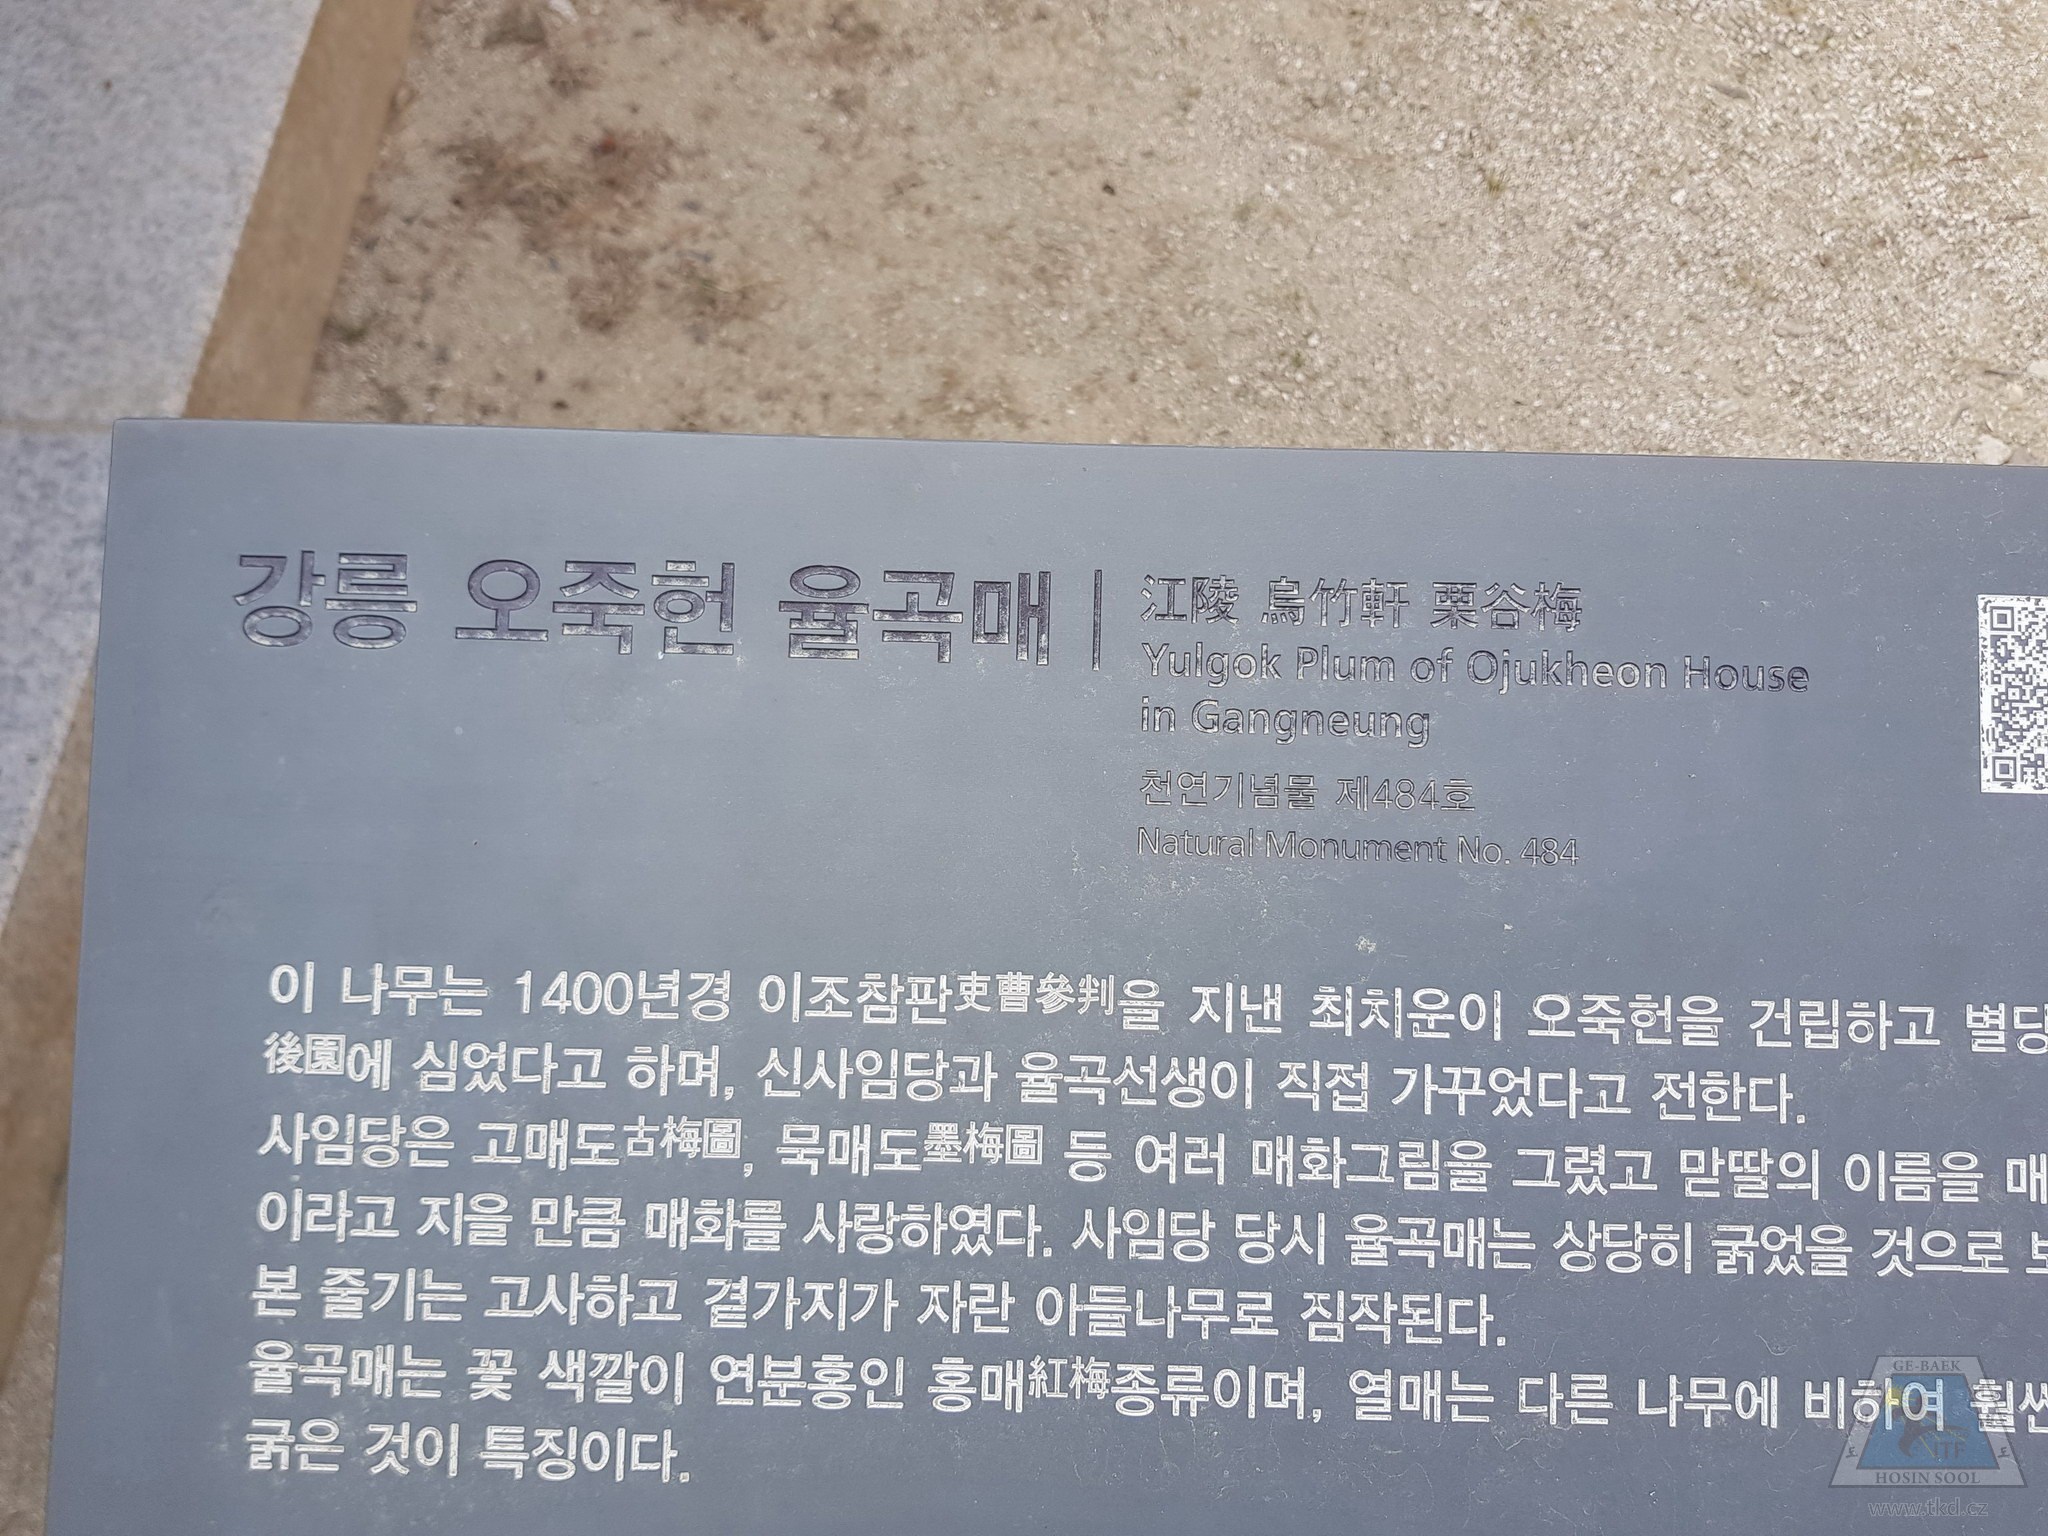 강릉 오죽헌 율곡매
江陵 烏竹軒 栗谷梅
Yulgok Plum of Ojukheon House
in Gangneung
천연기념물 제484호
Natural Monument No. 484
이 나무는 1400년경 이조참판吏曹參判을 지낸 최치운이 오죽헌을 건립하고 별당
後園에 심었다고 하며, 신사임당과 율곡선생이 직접 가꾸었다고 전한다.
사임당은 고매도古梅圖, 묵매도墨梅圖 등 여러 매화그림을 그렸고 맏딸의 이름을 매
이라고 지을 만큼 매화를 사랑하였다. 사임당 당시 율곡매는 상당히 굵었을 것으로
본 줄기는 고사하고 곁가지가 자란 아들나무로 짐작된다.
율곡매는 꽃 색깔이 연분홍인 홍매紅梅종류이며, 열매는 다른 나무에 비하여 훨씬
굵은 것이 특징이다.
GE-BAEK
ITF
HOSIN SOOL
www.tkd.cz